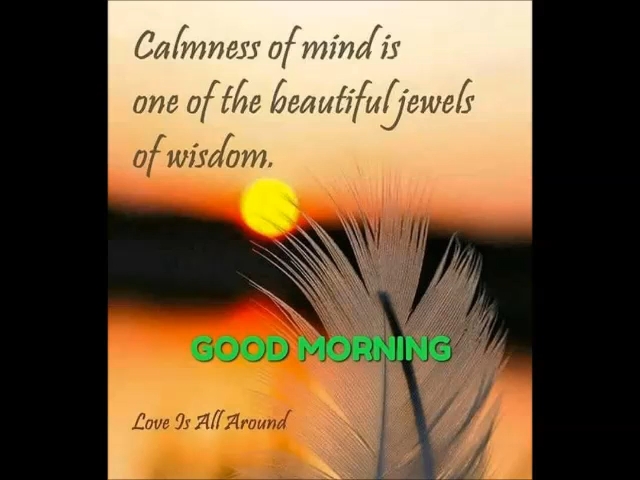 Calmness of mind is
one of the beautiful jewels
of wisdom.
GOOD MORNING
Love Is All Around